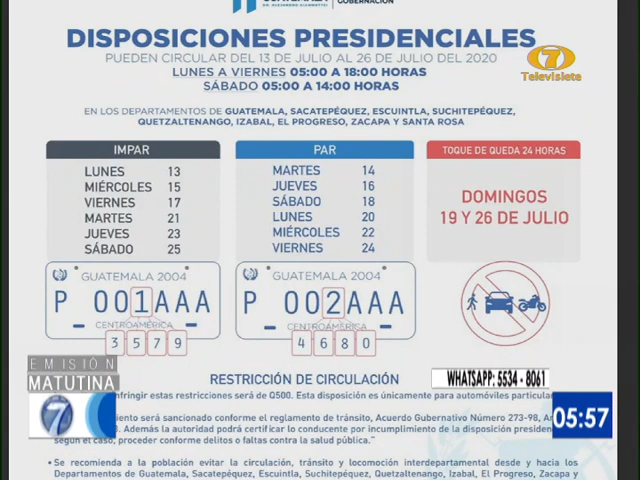 GUATEMALA
DR. ALEJANDRO GIAMMATTEI
GOBERNACIÓN
DISPOSICIONES PRESIDENCIALES
PUEDEN CIRCULAR DEL 13 DE JULIO AL 26 DE JULIO DEL 2020
LUNES A VIERNES 05:00 A 18:00 HORAS
SÁBADO 05:00 A 14:00 HORAS
7
Televisiete
EN LOS DEPARTAMENTOS DE GUATEMALA, SACATEPÉQUEZ, ESCUINTLA, SUCHITEPÉQUEZ,
QUETZALTENANGO, IZABAL, EL PROGRESO, ZACAPA Y SANTA ROSA
IMPAR
LUNES 13
MIÉRCOLES 15
VIERNES 17
MARTES 21
JUEVES 23
SÁBADO 25
PAR
MARTES 14
JUEVES 16
SÁBADO 18
LUNES 20
MIÉRCOLES 22
VIERNES 24
TOQUE DE QUEDA 24 HORAS
DOMINGOS
19 Y 26 DE JULIO
GUATEMALA 2004
P 001AAA
CENTROAMÉRICA
3 5 7 9
GUATEMALA 2004
P 002AAA
CENTROAMÉRICA
4 6 8 0
EMISIÓN
MATUTINA
7
RESTRICCIÓN DE CIRCULACIÓN
WHATSAPP: 5534 - 8061
infringir estas restricciones será de Q500. Esta disposición es únicamente para automóviles particular
será sancionado conforme el reglamento de tránsito, Acuerdo Gubernativo Número 273-98,
Además la autoridad podrá certificar lo conducente por incumplimiento de la disposición
según el caso, proceder conforme delitos o faltas contra la salud pública."
05:57
• Se recomienda a la población evitar la circulación, tránsito y locomoción interdepartamental desde y hacia los
Departamentos de Guatemala, Sacatepéquez, Escuintla, Suchitepéquez, Quetzaltenango, Izabal, El Progreso, Zacapa y